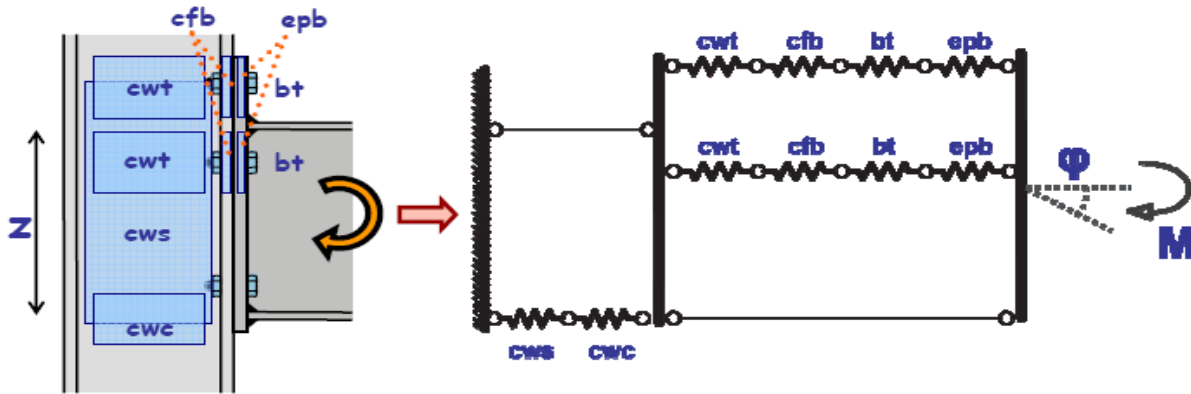 cfb epb
cwt bt
cwt bt
z
cws
cwc
cwt cfb bt epb
cwt cfb bt epb
φ
M
cws cwc